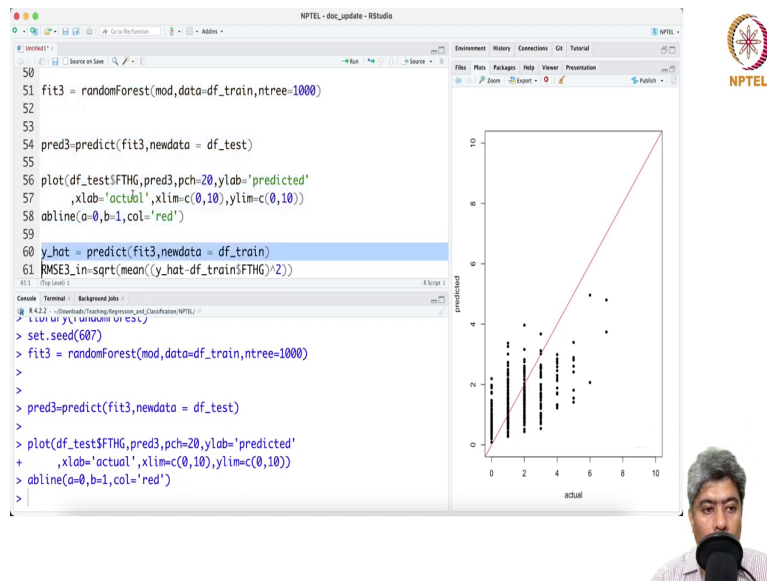 NPTEL - doc_update - RStudio
Go to file/function
Addins
NPTEL
Untitled1*
Source on Save
Run
Source
50
51 fit3 = randomForest(mod,data=df_train,ntree=1000)
52
53
54 pred3=predict(fit3,newdata = df_test)
55
56 plot(df_test$FTHG,pred3,pch=20,ylab='predicted'
57 ,xlab='actual',xlim=c(0,10),ylim=c(0,10))
58 abline(a=0,b=1,col='red')
59
60 y_hat = predict(fit3,newdata = df_train)
61 RMSE3_in=sqrt(mean((y_hat-df_train$FTHG)^2))
61:1 (Top Level) R Script
Console Terminal Background Jobs
R 4.2.2 · ~/Downloads/Teaching/Regression_and_Classification/NPTEL/
> library(randomForest)
> set.seed(607)
> fit3 = randomForest(mod,data=df_train,ntree=1000)
>
>
> pred3=predict(fit3,newdata = df_test)
>
> plot(df_test$FTHG,pred3,pch=20,ylab='predicted'
+ ,xlab='actual',xlim=c(0,10),ylim=c(0,10))
> abline(a=0,b=1,col='red')
>
Environment History Connections Git Tutorial
Files Plots Packages Help Viewer Presentation
Zoom Export Publish
10
8
6
4
2
0
predicted
0 2 4 6 8 10
actual
NPTEL